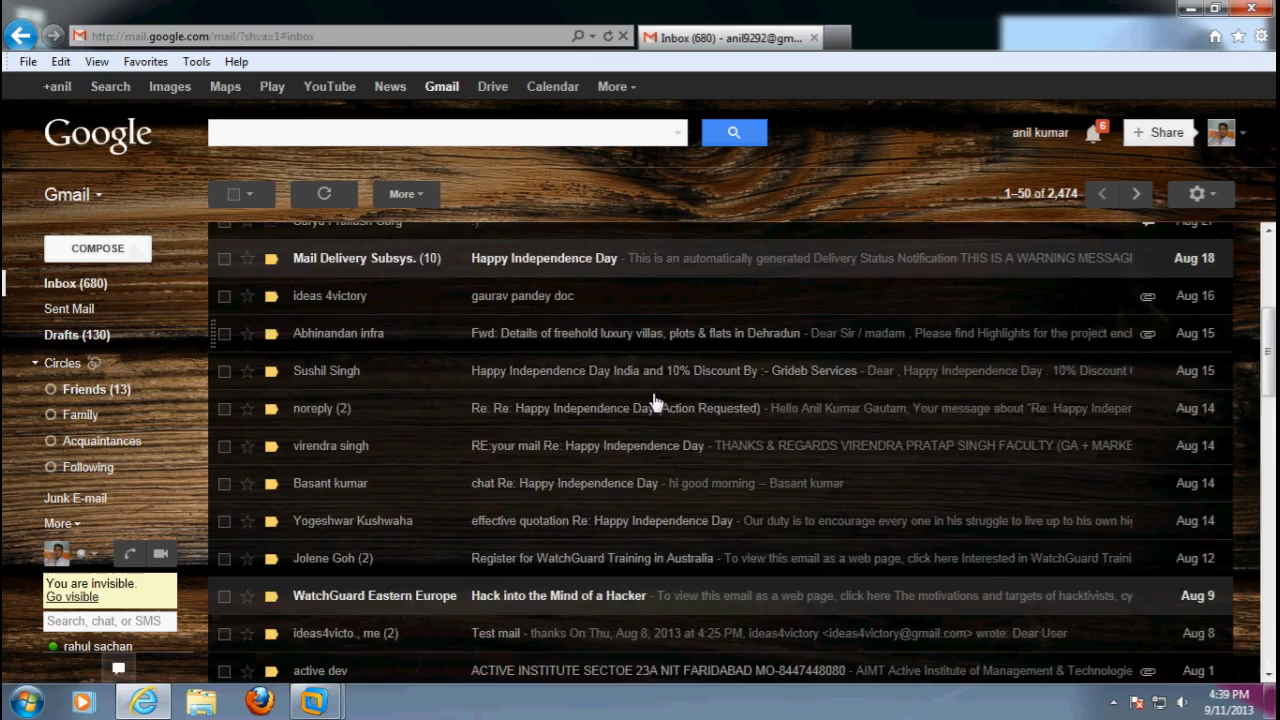 http://mail.google.com/mail/?shva=1#inbox
Inbox (680) - anil9292@gm...
File Edit View Favorites Tools Help
+anil Search Images Maps Play YouTube News Gmail Drive Calendar More
Google
anil kumar 6 + Share
Gmail
More
1–50 of 2,474
COMPOSE
Inbox (680)
Sent Mail
Drafts (130)
Circles
Friends (13)
Family
Acquaintances
Following
Junk E-mail
More
You are invisible.
Go visible
Search, chat, or SMS
rahul sachan
Mail Delivery Subsys. (10) Happy Independence Day - This is an automatically generated Delivery Status Notification THIS IS A WARNING MESSAGE Aug 18
ideas 4victory gaurav pandey doc Aug 16
Abhinandan infra Fwd: Details of freehold luxury villas, plots & flats in Dehradun - Dear Sir / madam , Please find Highlights for the project encl Aug 15
Sushil Singh Happy Independence Day India and 10% Discount By :- Grideb Services - Dear , Happy Independence Day . 10% Discount Aug 15
noreply (2) Re: Re: Happy Independence Day (Action Requested) - Hello Anil Kumar Gautam, Your message about "Re: Happy Indeper Aug 14
virendra singh RE:your mail Re: Happy Independence Day - THANKS & REGARDS VIRENDRA PRATAP SINGH FACULTY (GA + MARKE Aug 14
Basant kumar chat Re: Happy Independence Day - hi good morning -- Basant kumar Aug 14
Yogeshwar Kushwaha effective quotation Re: Happy Independence Day - Our duty is to encourage every one in his struggle to live up to his own hi Aug 14
Jolene Goh (2) Register for WatchGuard Training in Australia - To view this email as a web page, click here Interested in WatchGuard Traini Aug 12
WatchGuard Eastern Europe Hack into the Mind of a Hacker - To view this email as a web page, click here The motivations and targets of hacktivists, cy Aug 9
ideas4victo., me (2) Test mail - thanks On Thu, Aug 8, 2013 at 4:25 PM, ideas4victory <ideas4victory@gmail.com> wrote: Dear User Aug 8
active dev ACTIVE INSTITUTE SECTOE 23A NIT FARIDABAD MO-8447448080 - AIMT Active Institute of Management & Technologie Aug 1
4:39 PM
9/11/2013